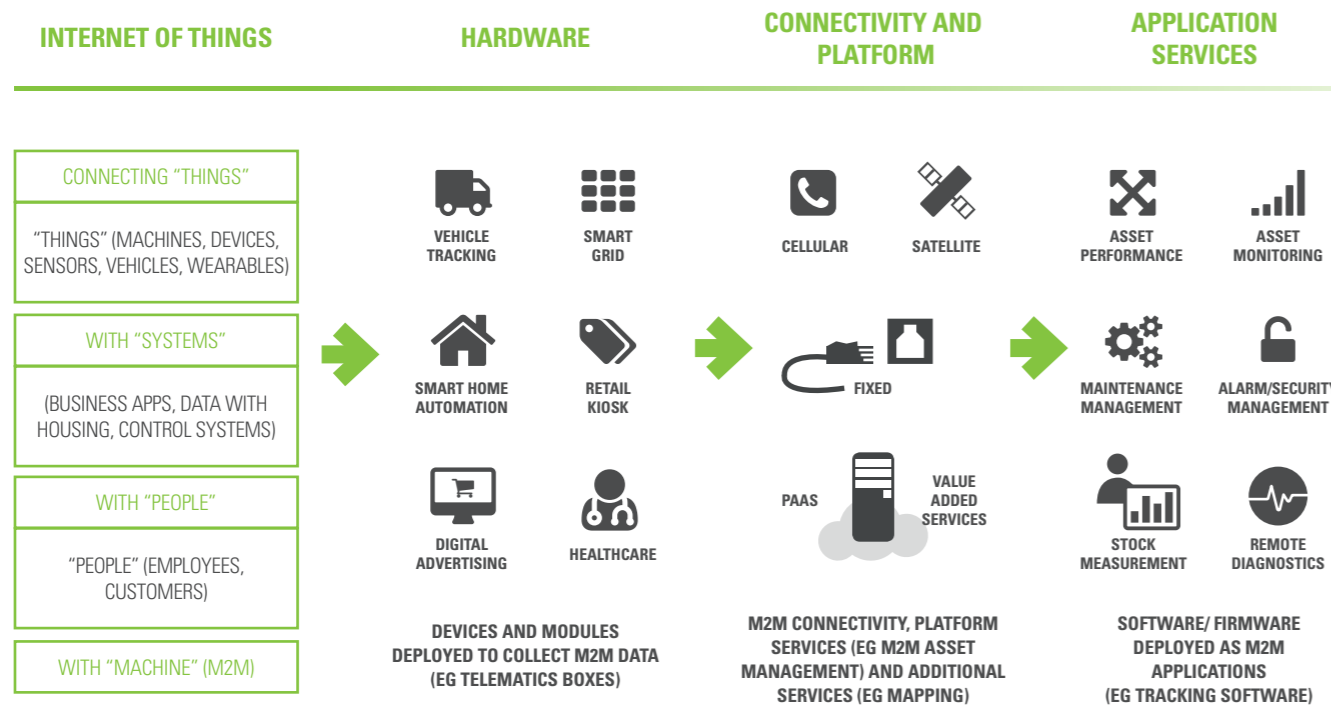 INTERNET OF THINGS
HARDWARE
CONNECTIVITY AND
PLATFORM
APPLICATION
SERVICES
CONNECTING “THINGS”
“THINGS” (MACHINES, DEVICES,
SENSORS, VEHICLES, WEARABLES)
WITH “SYSTEMS”
(BUSINESS APPS, DATA WITH
HOUSING, CONTROL SYSTEMS)
WITH “PEOPLE”
“PEOPLE” (EMPLOYEES,
CUSTOMERS)
WITH “MACHINE” (M2M)
VEHICLE
TRACKING
SMART
GRID
SMART HOME
AUTOMATION
RETAIL
KIOSK
DIGITAL
ADVERTISING
HEALTHCARE
DEVICES AND MODULES
DEPLOYED TO COLLECT M2M DATA
(EG TELEMATICS BOXES)
CELLULAR
SATELLITE
FIXED
PAAS
VALUE
ADDED
SERVICES
M2M CONNECTIVITY, PLATFORM
SERVICES (EG M2M ASSET
MANAGEMENT) AND ADDITIONAL
SERVICES (EG MAPPING)
ASSET
PERFORMANCE
ASSET
MONITORING
MAINTENANCE
MANAGEMENT
ALARM/SECURITY
MANAGEMENT
STOCK
MEASUREMENT
REMOTE
DIAGNOSTICS
SOFTWARE/ FIRMWARE
DEPLOYED AS M2M
APPLICATIONS
(EG TRACKING SOFTWARE)